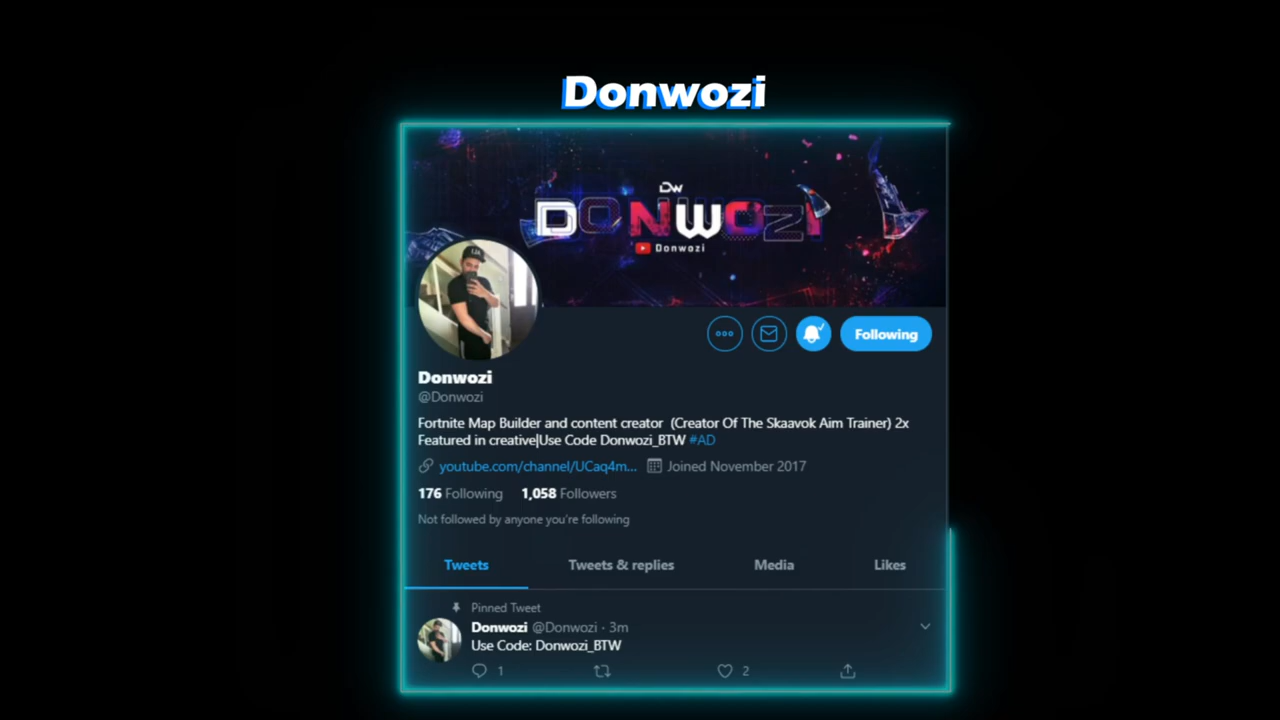 Donwozi
DW
DONWOZI
Donwozi
Following
Donwozi
@Donwozi
Fortnite Map Builder and content creator (Creator Of The Skaavok Aim Trainer) 2x
Featured in creative|Use Code Donwozi_BTW #AD
youtube.com/channel/UCaq4m... Joined November 2017
176 Following 1,058 Followers
Not followed by anyone you're following
Tweets Tweets & replies Media Likes
Pinned Tweet
Donwozi @Donwozi · 3m
Use Code: Donwozi_BTW
1 2